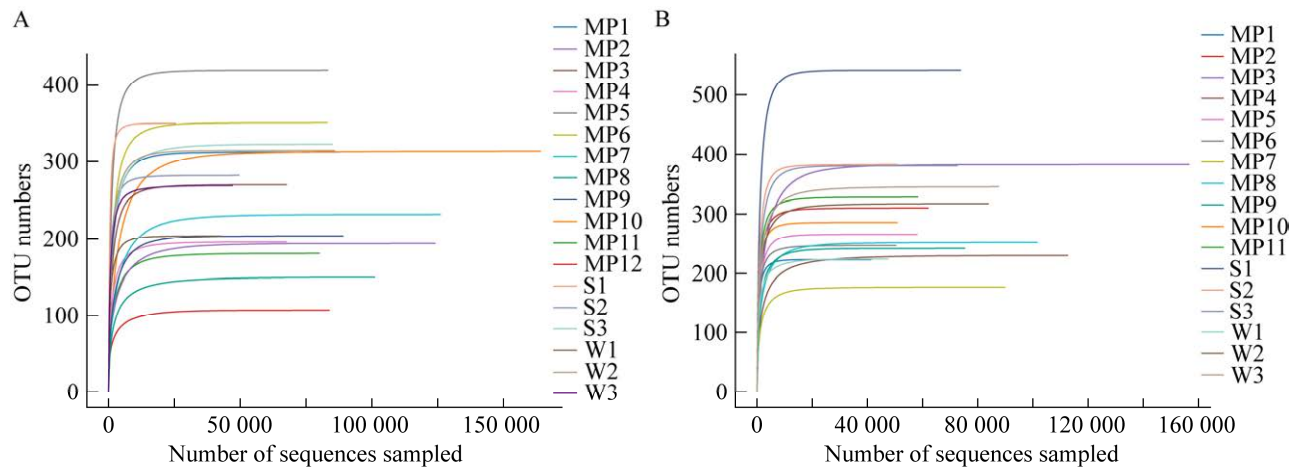 A
OTU numbers
400
300
200
100
0
0
50 000
100 000
150 000
Number of sequences sampled
MP1
MP2
MP3
MP4
MP5
MP6
MP7
MP8
MP9
MP10
MP11
MP12
S1
S2
S3
W1
W2
W3
B
OTU numbers
500
400
300
200
100
0
0
40 000
80 000
120 000
160 000
Number of sequences sampled
MP1
MP2
MP3
MP4
MP5
MP6
MP7
MP8
MP9
MP10
MP11
S1
S2
S3
W1
W2
W3